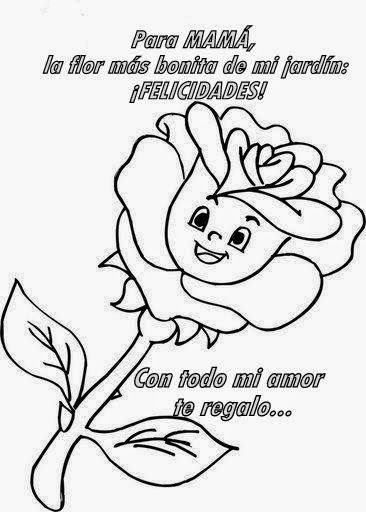 Para MAMÁ,
la flor más bonita de mi jardín:
¡FELICIDADES!
Con todo mi amor
te regalo...